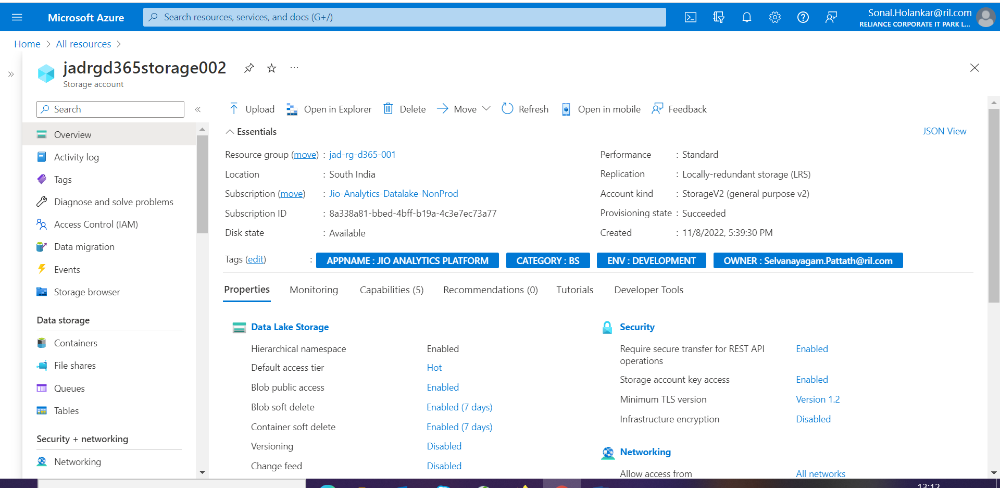 Microsoft Azure
Search resources, services, and docs (G+/)
Sonal.Holankar@ril.com
RELIANCE CORPORATE IT PARK L...
Home > All resources >
jadrgd365storage002
Storage account
Search
Overview
Activity log
Tags
Diagnose and solve problems
Access Control (IAM)
Data migration
Events
Storage browser
Data storage
Containers
File shares
Queues
Tables
Security + networking
Networking
Upload Open in Explorer Delete Move Refresh Open in mobile Feedback
Essentials
JSON View
Resource group (move) : jad-rg-d365-001
Location : South India
Subscription (move) : Jio-Analytics-Datalake-NonProd
Subscription ID : 8a338a81-bbed-4bff-b19a-4c3e7ec73a77
Disk state : Available
Performance : Standard
Replication : Locally-redundant storage (LRS)
Account kind : StorageV2 (general purpose v2)
Provisioning state : Succeeded
Created : 11/8/2022, 5:39:30 PM
Tags (edit) : APPNAME : JIO ANALYTICS PLATFORM CATEGORY : BS ENV : DEVELOPMENT OWNER : Selvanayagam.Pattath@ril.com
Properties Monitoring Capabilities (5) Recommendations (0) Tutorials Developer Tools
Data Lake Storage
Hierarchical namespace Enabled
Default access tier Hot
Blob public access Enabled
Blob soft delete Enabled (7 days)
Container soft delete Enabled (7 days)
Versioning Disabled
Change feed Disabled
Security
Require secure transfer for REST API operations Enabled
Storage account key access Enabled
Minimum TLS version Version 1.2
Infrastructure encryption Disabled
Networking
Allow access from All networks
13:12